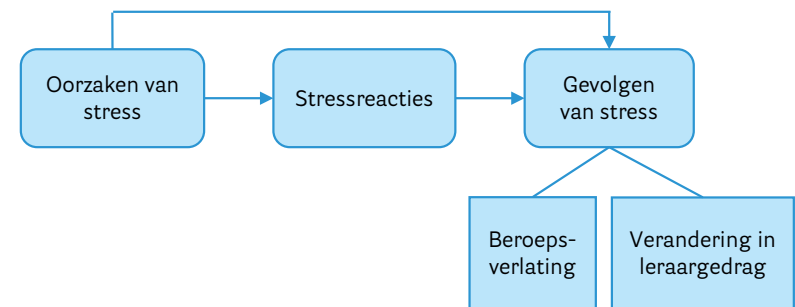 Oorzaken van
stress
Stressreacties
Gevolgen
van stress
Beroeps-
verlating
Verandering in
leraargedrag